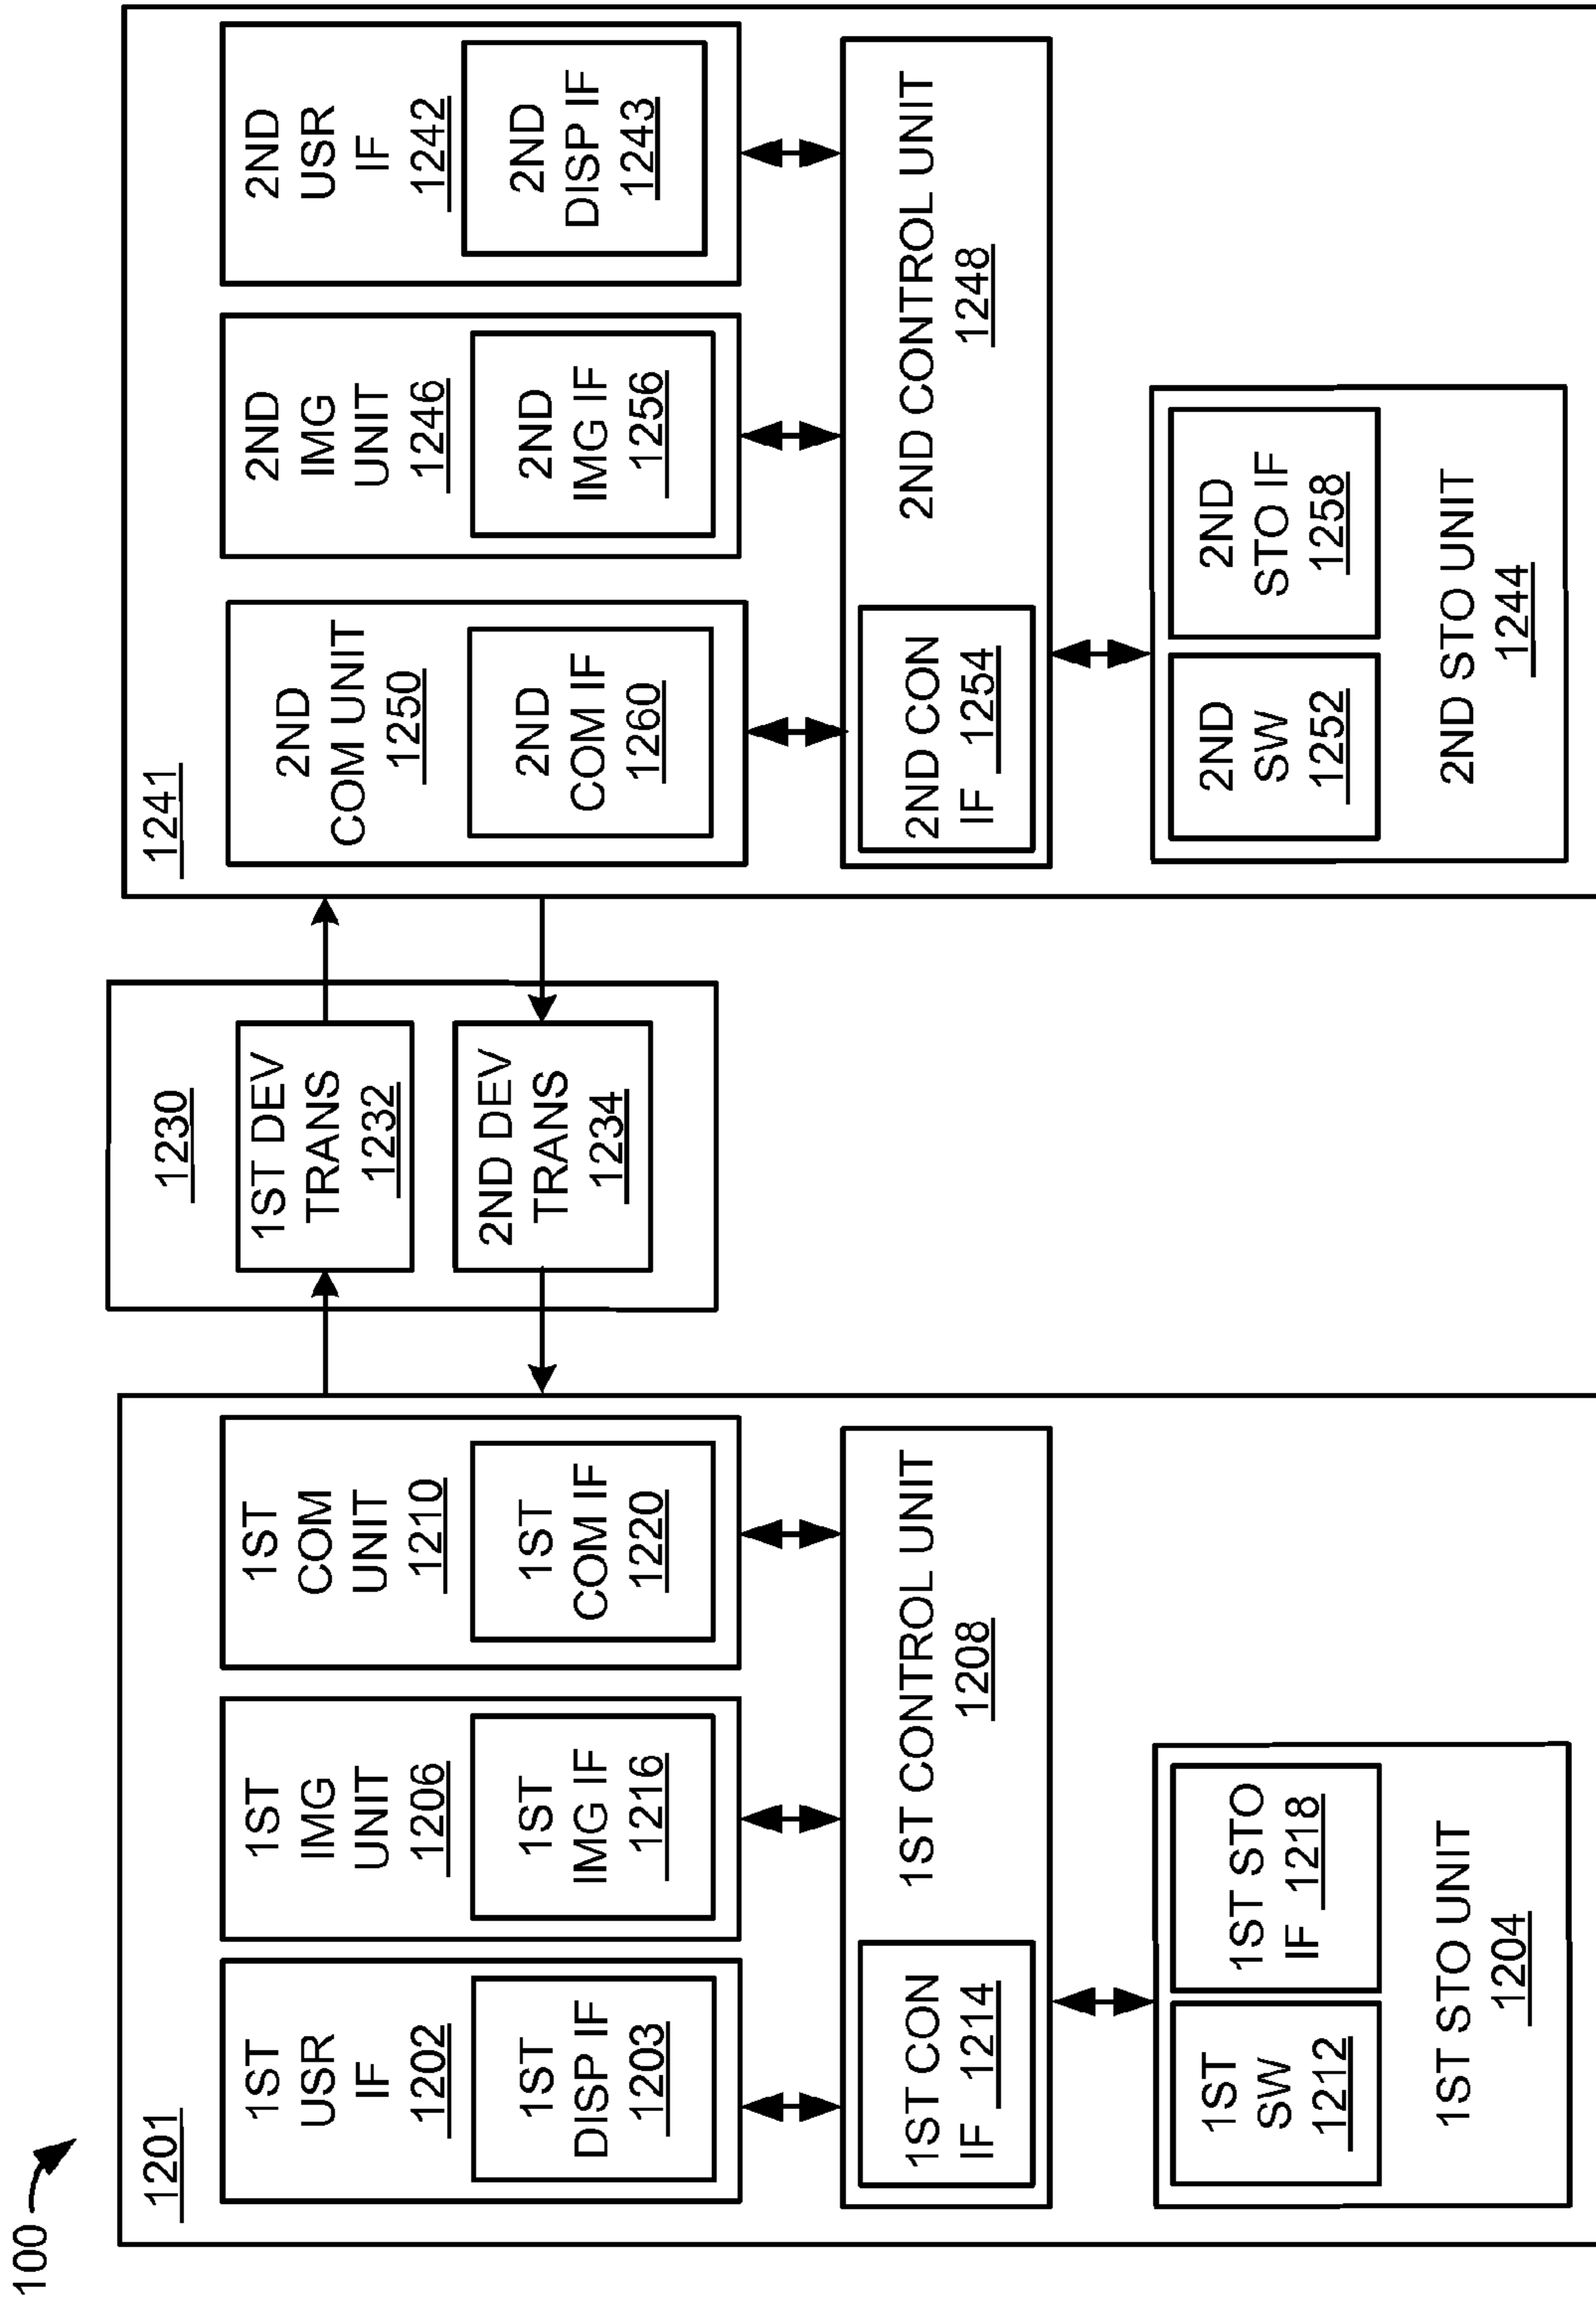 100
1201
1ST
USR
IF
1202
1ST
DISP IF
1203
1ST
IMG
UNIT
1206
1ST
IMG IF
1216
1ST
COM
UNIT
1210
1ST
COM IF
1220
1ST CONTROL UNIT
1208
1ST CON
IF 1214
1ST
SW
1212
1ST STO
IF 1218
1ST STO UNIT
1204
1230
1ST DEV
TRANS
1232
2ND DEV
TRANS
1234
1241
2ND
COM UNIT
1250
2ND
COM IF
1260
2ND
IMG
UNIT
1246
2ND
IMG IF
1256
2ND
USR
IF
1242
2ND
DISP IF
1243
2ND CONTROL UNIT
1248
2ND CON
IF 1254
2ND
SW
1252
2ND
STO IF
1258
2ND STO UNIT
1244